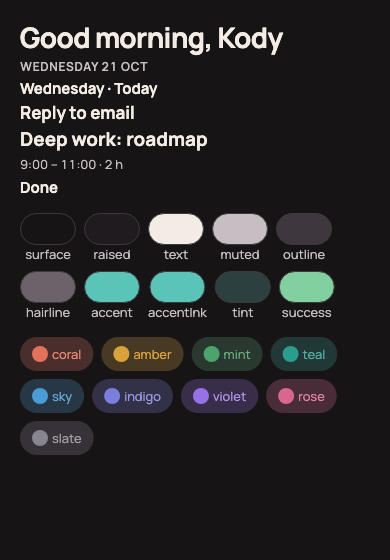 Good morning, Kody
WEDNESDAY 21 OCT
Wednesday · Today
Reply to email
Deep work: roadmap
9:00 – 11:00 · 2 h
Done
surface raised text muted outline
hairline accent accentInk tint success
coral amber mint teal
sky indigo violet rose
slate